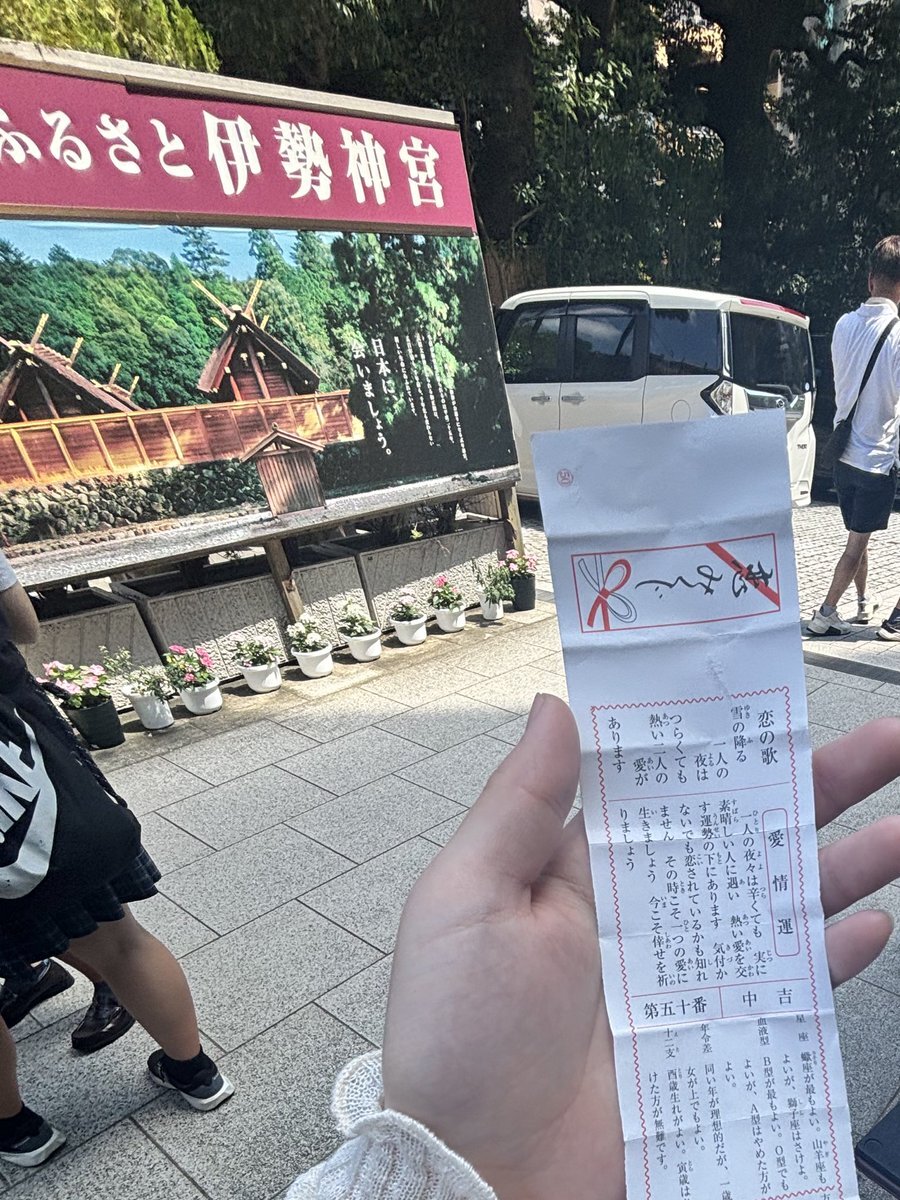 ふるさと 伊勢神宮
日本に、
会いましょう。
恋みくじ
恋の歌
雪の降る
一人の
夜は
つらくても
熱い二人の
愛が
あります
愛情運
一人の夜々は辛くても 実に
素晴しい人に遇い 熱い愛を交
す運勢の下にあります 気付か
ないでも恋されているかも知れ
ません その時こそ 一つの愛に
生きましょう 今こそ倖せを祈
りましょう
第五十番
中吉
星座 蠍座が最もよい。山羊座も
よいが、獅子座はさけよ。
血液型 B型が最もよい。O型でも
よいが、A型はやめた方が
よい。
年令差 同い年が理想的だが、一歳
女が上でもよい。
十二支 酉歳生れがよい。寅歳は
けた方が無難です。